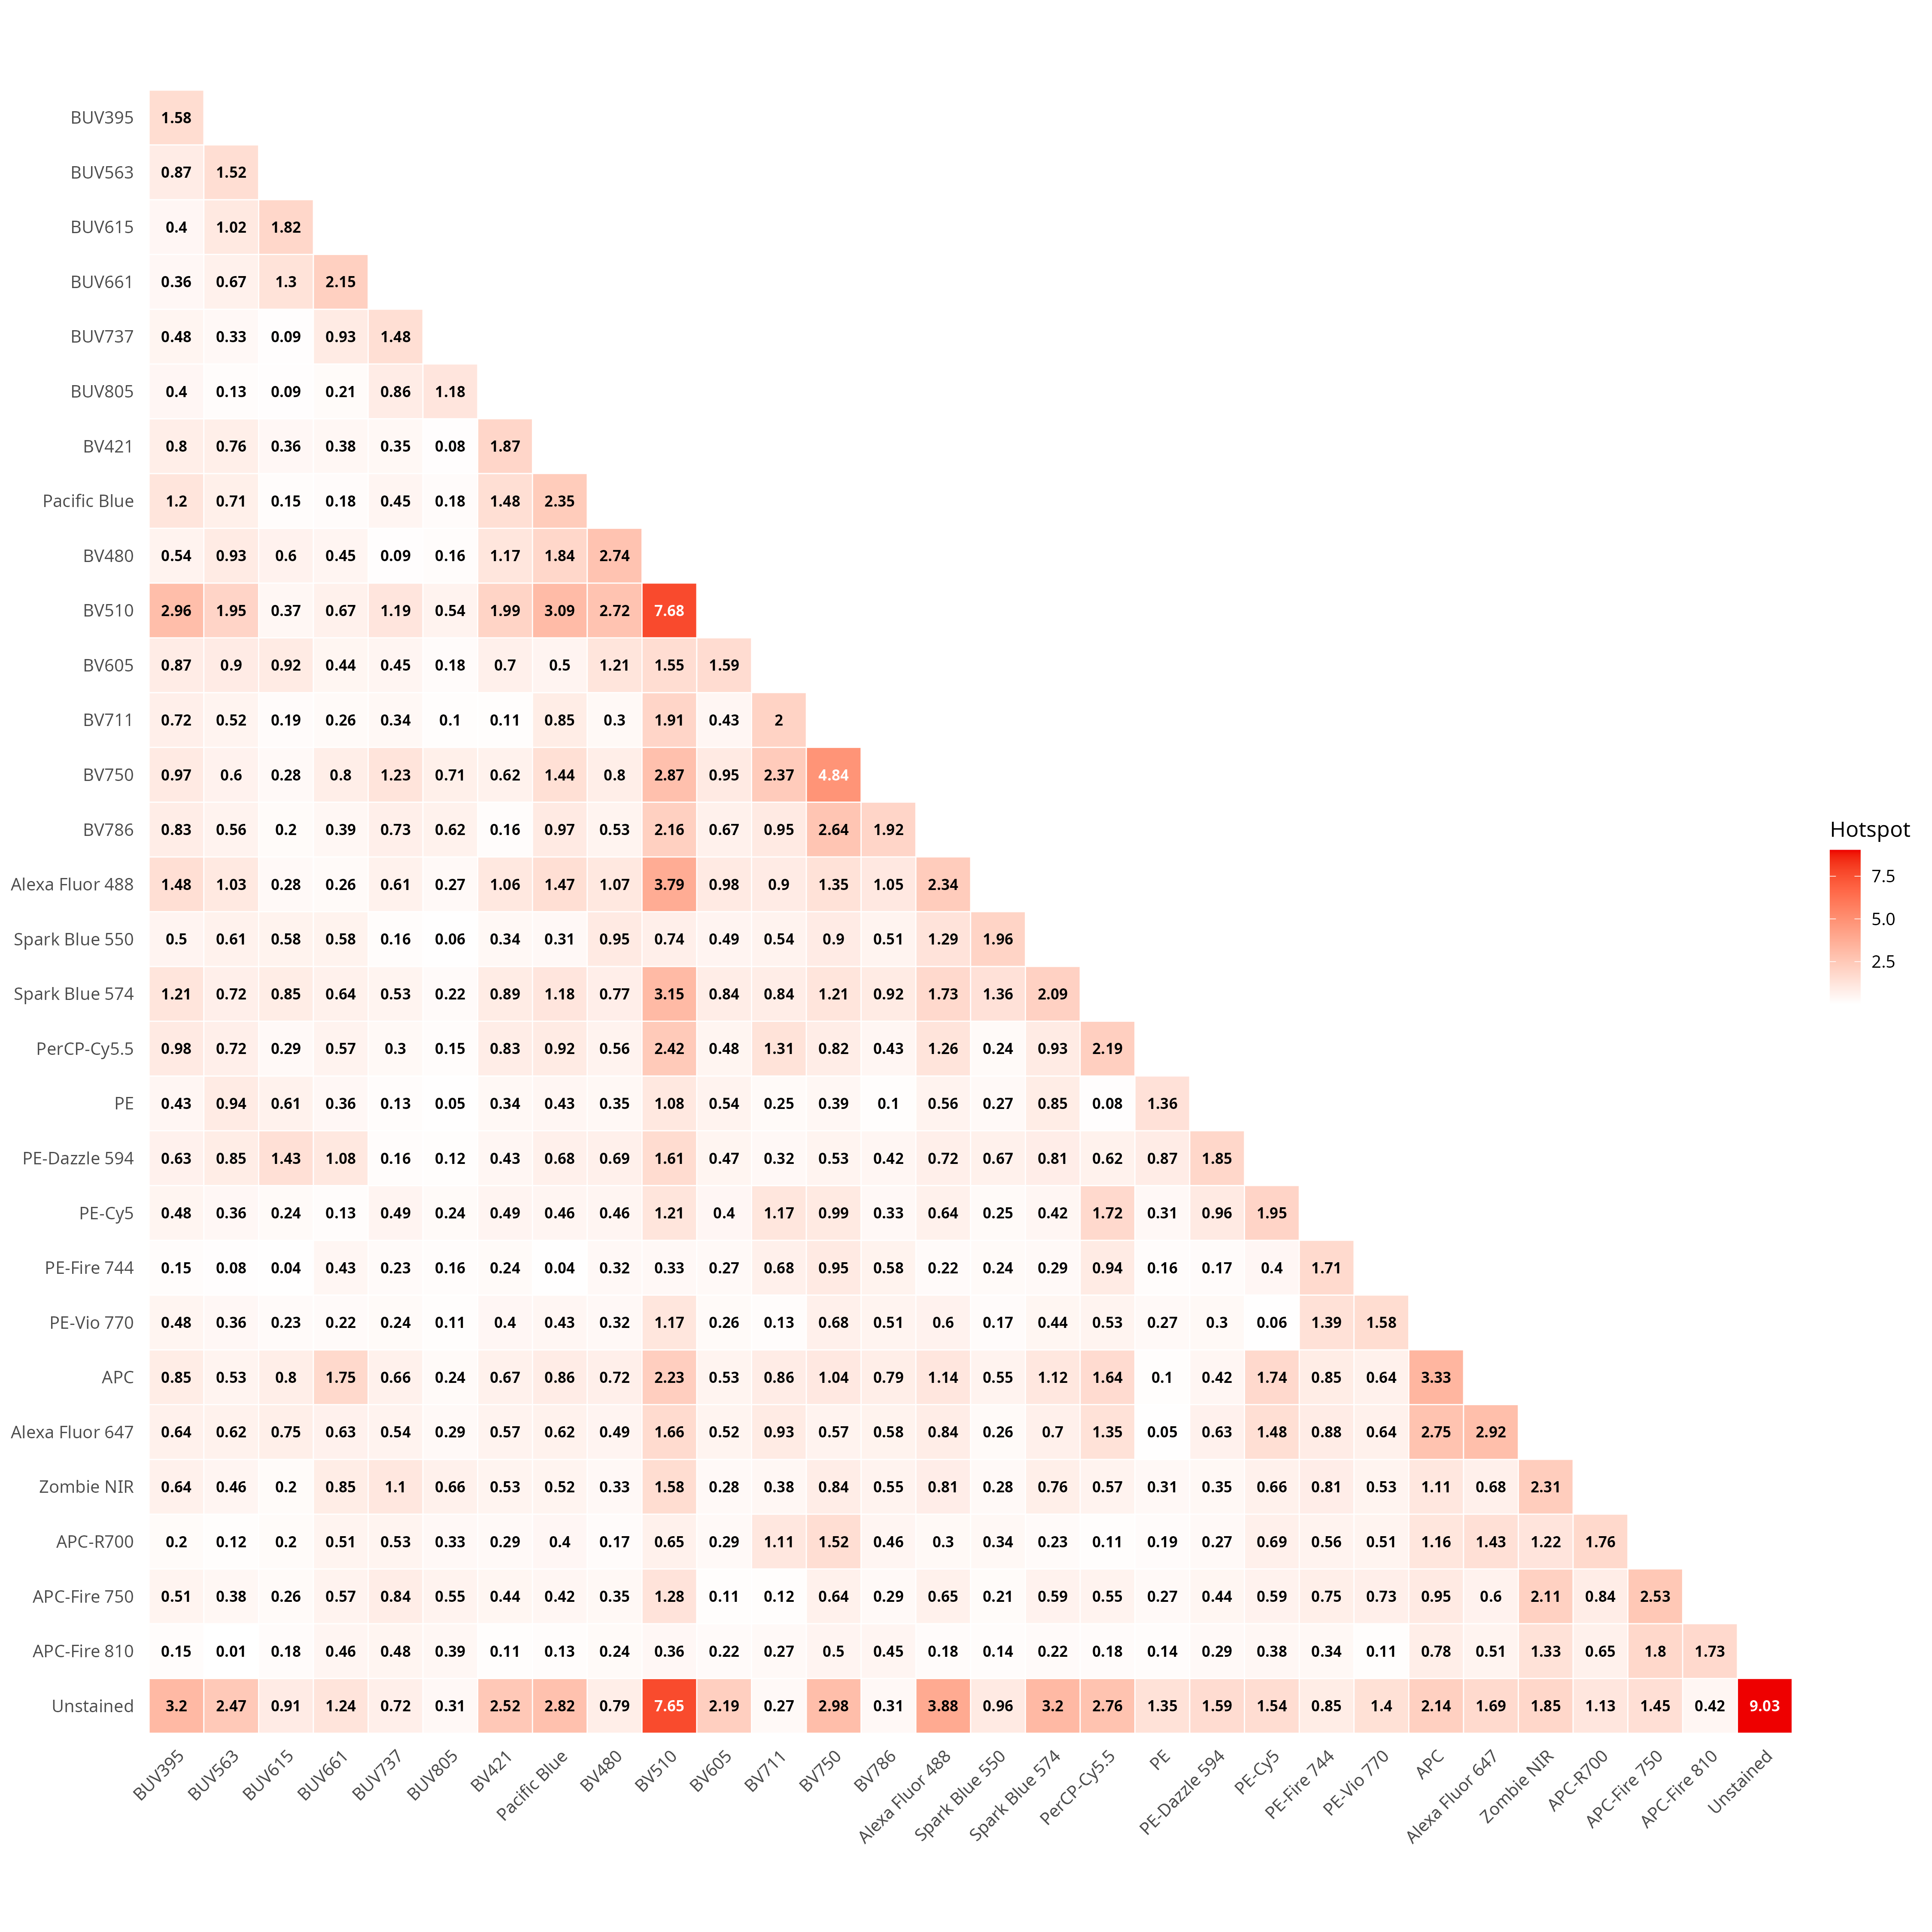 BUV395 1.58
BUV563 0.87 1.52
BUV615 0.4 1.02 1.82
BUV661 0.36 0.67 1.3 2.15
BUV737 0.48 0.33 0.09 0.93 1.48
BUV805 0.4 0.13 0.09 0.21 0.86 1.18
BV421 0.8 0.76 0.36 0.38 0.35 0.08 1.87
Pacific Blue 1.2 0.71 0.15 0.18 0.45 0.18 1.48 2.35
BV480 0.54 0.93 0.6 0.45 0.09 0.16 1.17 1.84 2.74
BV510 2.96 1.95 0.37 0.67 1.19 0.54 1.99 3.09 2.72 7.68
BV605 0.87 0.9 0.92 0.44 0.45 0.18 0.7 0.5 1.21 1.55 1.59
BV711 0.72 0.52 0.19 0.26 0.34 0.1 0.11 0.85 0.3 1.91 0.43 2
BV750 0.97 0.6 0.28 0.8 1.23 0.71 0.62 1.44 0.8 2.87 0.95 2.37 4.84
BV786 0.83 0.56 0.2 0.39 0.73 0.62 0.16 0.97 0.53 2.16 0.67 0.95 2.64 1.92
Hotspot
7.5
5.0
2.5
Alexa Fluor 488 1.48 1.03 0.28 0.26 0.61 0.27 1.06 1.47 1.07 3.79 0.98 0.9 1.35 1.05 2.34
Spark Blue 550 0.5 0.61 0.58 0.58 0.16 0.06 0.34 0.31 0.95 0.74 0.49 0.54 0.9 0.51 1.29 1.96
Spark Blue 574 1.21 0.72 0.85 0.64 0.53 0.22 0.89 1.18 0.77 3.15 0.84 0.84 1.21 0.92 1.73 1.36 2.09
PerCP-Cy5.5 0.98 0.72 0.29 0.57 0.3 0.15 0.83 0.92 0.56 2.42 0.48 1.31 0.82 0.43 1.26 0.24 0.93 2.19
PE 0.43 0.94 0.61 0.36 0.13 0.05 0.34 0.43 0.35 1.08 0.54 0.25 0.39 0.1 0.56 0.27 0.85 0.08 1.36
PE-Dazzle 594 0.63 0.85 1.43 1.08 0.16 0.12 0.43 0.68 0.69 1.61 0.47 0.32 0.53 0.42 0.72 0.67 0.81 0.62 0.87 1.85
PE-Cy5 0.48 0.36 0.24 0.13 0.49 0.24 0.49 0.46 0.46 1.21 0.4 1.17 0.99 0.33 0.64 0.25 0.42 1.72 0.31 0.96 1.95
PE-Fire 744 0.15 0.08 0.04 0.43 0.23 0.16 0.24 0.04 0.32 0.33 0.27 0.68 0.95 0.58 0.22 0.24 0.29 0.94 0.16 0.17 0.4 1.71
PE-Vio 770 0.48 0.36 0.23 0.22 0.24 0.11 0.4 0.43 0.32 1.17 0.26 0.13 0.68 0.51 0.6 0.17 0.44 0.53 0.27 0.3 0.06 1.39 1.58
APC 0.85 0.53 0.8 1.75 0.66 0.24 0.67 0.86 0.72 2.23 0.53 0.86 1.04 0.79 1.14 0.55 1.12 1.64 0.1 0.42 1.74 0.85 0.64 3.33
Alexa Fluor 647 0.64 0.62 0.75 0.63 0.54 0.29 0.57 0.62 0.49 1.66 0.52 0.93 0.57 0.58 0.84 0.26 0.7 1.35 0.05 0.63 1.48 0.88 0.64 2.75 2.92
Zombie NIR 0.64 0.46 0.2 0.85 1.1 0.66 0.53 0.52 0.33 1.58 0.28 0.38 0.84 0.55 0.81 0.28 0.76 0.57 0.31 0.35 0.66 0.81 0.53 1.11 0.68 2.31
APC-R700 0.2 0.12 0.2 0.51 0.53 0.33 0.29 0.4 0.17 0.65 0.29 1.11 1.52 0.46 0.3 0.34 0.23 0.11 0.19 0.27 0.69 0.56 0.51 1.16 1.43 1.22 1.76
APC-Fire 750 0.51 0.38 0.26 0.57 0.84 0.55 0.44 0.42 0.35 1.28 0.11 0.12 0.64 0.29 0.65 0.21 0.59 0.55 0.27 0.44 0.59 0.75 0.73 0.95 0.6 2.11 0.84 2.53
APC-Fire 810 0.15 0.01 0.18 0.46 0.48 0.39 0.11 0.13 0.24 0.36 0.22 0.27 0.5 0.45 0.18 0.14 0.22 0.18 0.14 0.29 0.38 0.34 0.11 0.78 0.51 1.33 0.65 1.8 1.73
Unstained 3.2 2.47 0.91 1.24 0.72 0.31 2.52 2.82 0.79 7.65 2.19 0.27 2.98 0.31 3.88 0.96 3.2 2.76 1.35 1.59 1.54 0.85 1.4 2.14 1.69 1.85 1.13 1.45 0.42 9.03
BUV395 BUV563 BUV615 BUV661 BUV737 BUV805 BV421 Pacific Blue BV480 BV510 BV605 BV711 BV750 BV786 Alexa Fluor 488 Spark Blue 550 Spark Blue 574 PerCP-Cy5.5 PE PE-Dazzle 594 PE-Cy5 PE-Fire 744 PE-Vio 770 APC Alexa Fluor 647 Zombie NIR APC-R700 APC-Fire 750 APC-Fire 810 Unstained